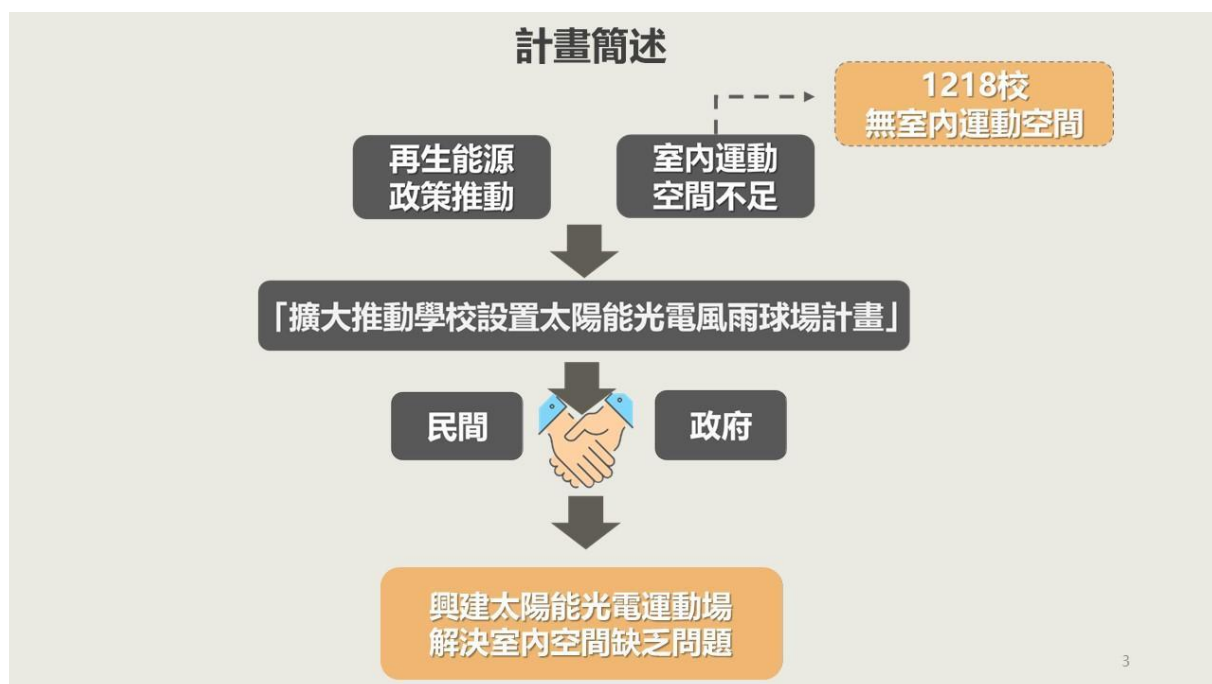 計畫簡述
1218校
無室內運動空間
再生能源
政策推動
室內運動
空間不足
「擴大推動學校設置太陽能光電風雨球場計畫」
民間
政府
興建太陽能光電運動場
解決室內空間缺乏問題
3